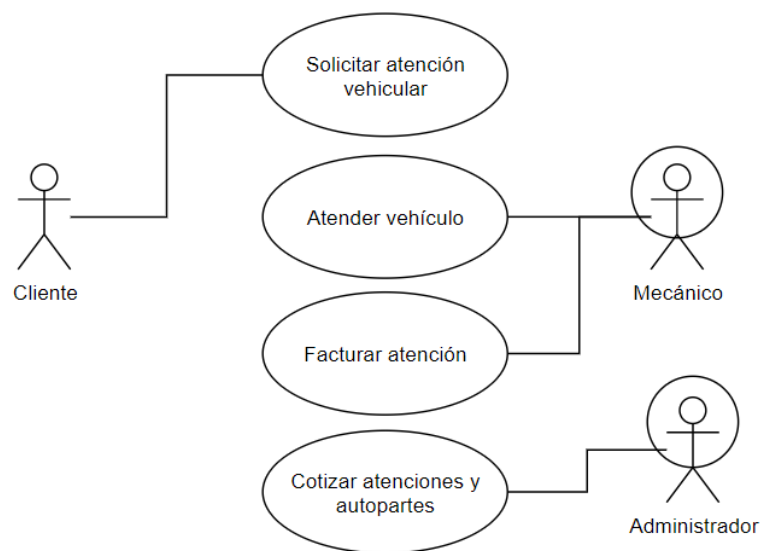 Solicitar atención
vehicular
Atender vehículo
Cliente
Mecánico
Facturar atención
Cotizar atenciones y
autopartes
Administrador